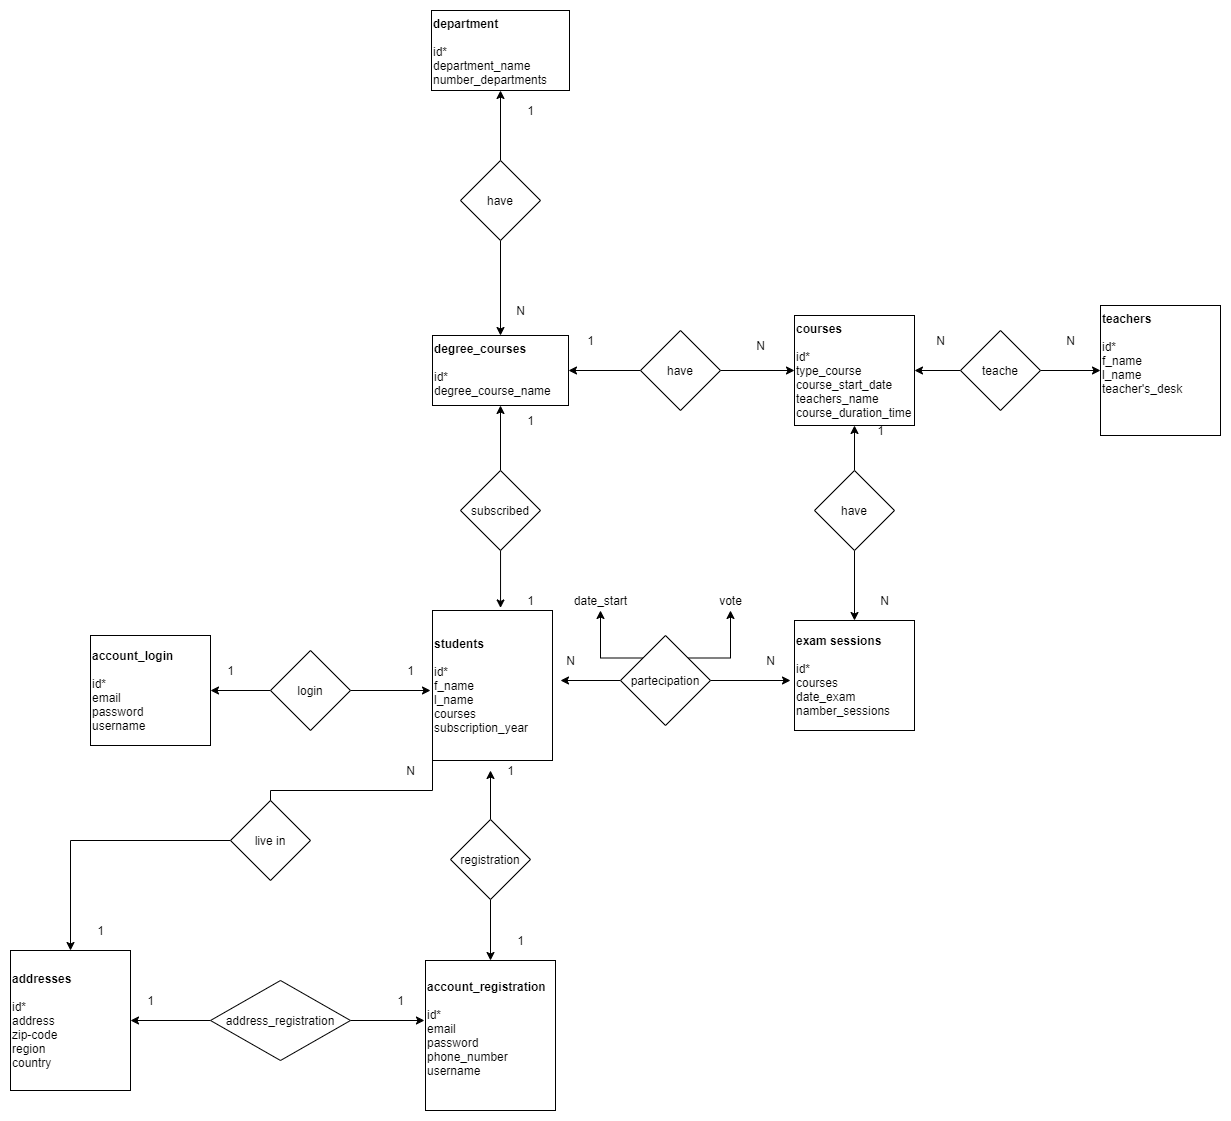 department
id*
department_name
number_departments
1
have
N
degree_courses
id*
degree_course_name
1
have
N
courses
id*
type_course
course_start_date
teachers_name
course_duration_time
N
teache
N
teachers
id*
f_name
l_name
teacher's_desk
1
subscribed
1
1
have
N
account_login
id*
email
password
username
1
login
1
students
id*
f_name
l_name
courses
subscription_year
date_start
vote
N
partecipation
N
exam sessions
id*
courses
date_exam
namber_sessions
N
live in
1
1
registration
1
addresses
id*
address
zip-code
region
country
1
address_registration
1
account_registration
id*
email
password
phone_number
username